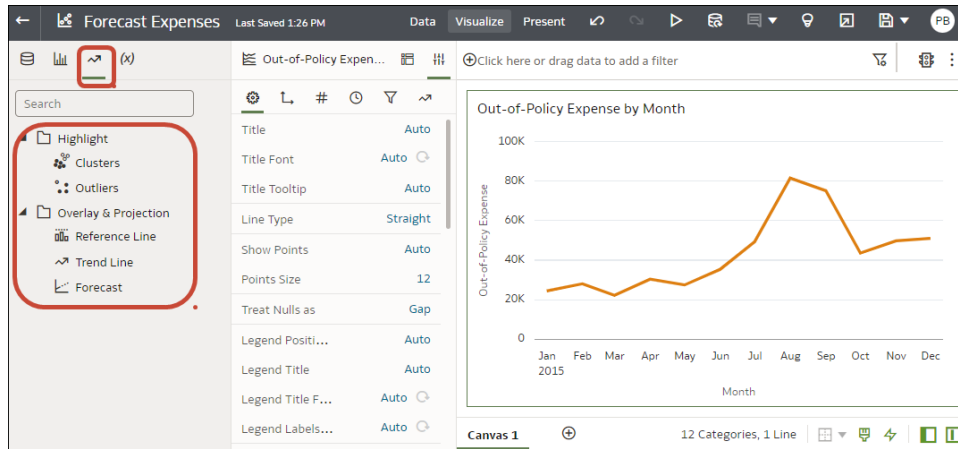 Forecast Expenses Last Saved 1:26 PM Data Visualize Present PB
(x)
Search
Highlight
Clusters
Outliers
Overlay & Projection
Reference Line
Trend Line
Forecast
Out-of-Policy Expen...
#
Title Auto
Title Font Auto
Title Tooltip Auto
Line Type Straight
Show Points Auto
Points Size 12
Treat Nulls as Gap
Legend Positi... Auto
Legend Title Auto
Legend Title F... Auto
Legend Labels... Auto
Click here or drag data to add a filter
Out-of-Policy Expense by Month
Out-of-Policy Expense
100K
80K
60K
40K
20K
0
Jan Feb Mar Apr May Jun Jul Aug Sep Oct Nov Dec
2015
Month
Canvas 1 12 Categories, 1 Line